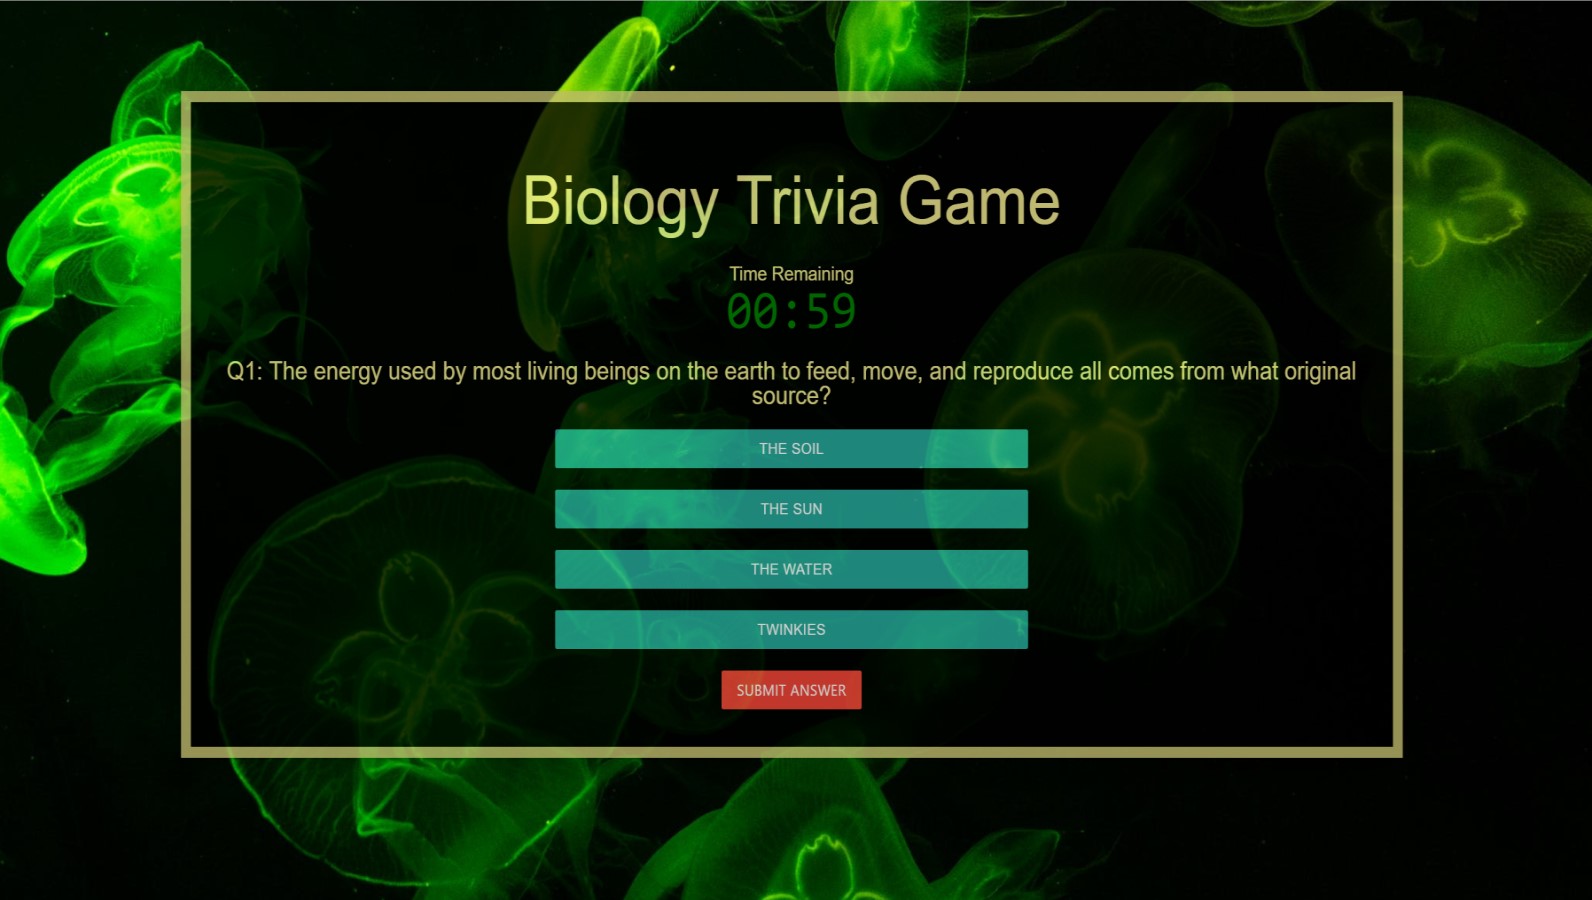 Biology Trivia Game
Time Remaining
00:59
Q1: The energy used by most living beings on the earth to feed, move, and reproduce all comes from what original
source?
THE SOIL
THE SUN
THE WATER
TWINKIES
SUBMIT ANSWER